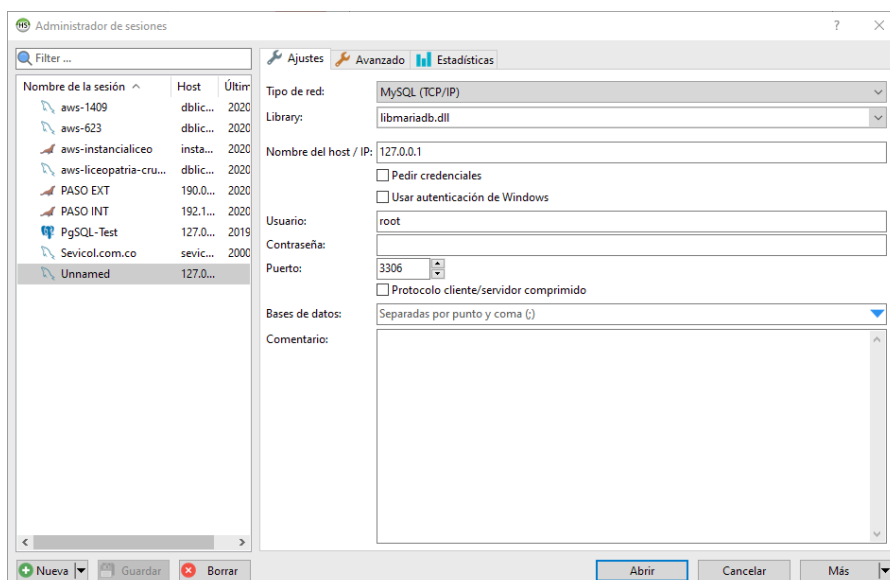 HS Administrador de sesiones ?
Filter ...
Nombre de la sesión Host Últim
aws-1409 dblic... 2020
aws-623 dblic... 2020
aws-instancialiceo insta... 2020
aws-liceopatria-cru... dblic... 2020
PASO EXT 190.0... 2020
PASO INT 192.1... 2020
PgSQL-Test 127.0... 2019
Sevicol.com.co sevic... 2000
Unnamed 127.0...
Nueva Guardar Borrar
Ajustes Avanzado Estadísticas
Tipo de red: MySQL (TCP/IP)
Library: libmariadb.dll
Nombre del host / IP: 127.0.0.1
Pedir credenciales
Usar autenticación de Windows
Usuario: root
Contraseña:
Puerto: 3306
Protocolo cliente/servidor comprimido
Bases de datos: Separadas por punto y coma (;)
Comentario:
Abrir Cancelar Más